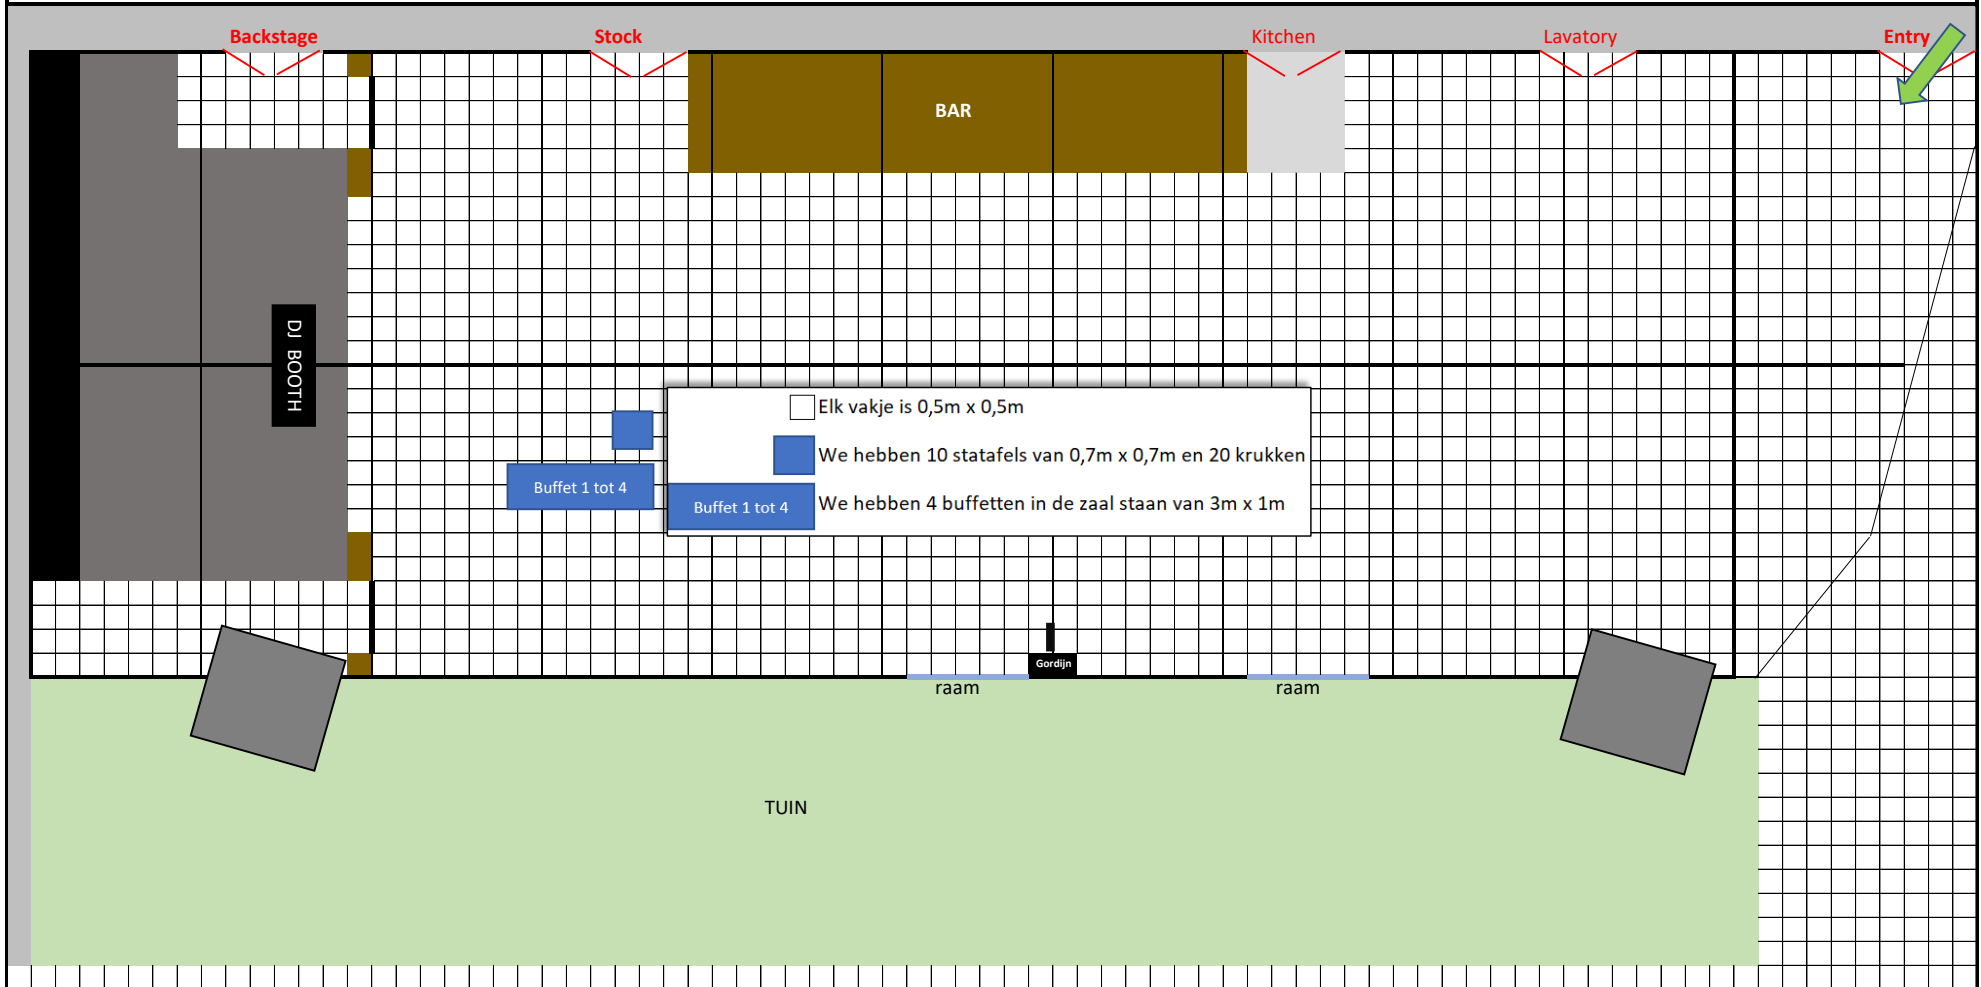 Backstage
Stock
Kitchen
Lavatory
Entry
BAR
DJ BOOTH
Elk vakje is 0,5m x 0,5m
We hebben 10 statafels van 0,7m x 0,7m en 20 krukken
Buffet 1 tot 4
Buffet 1 tot 4
We hebben 4 buffetten in de zaal staan van 3m x 1m
Gordijn
raam
raam
TUIN